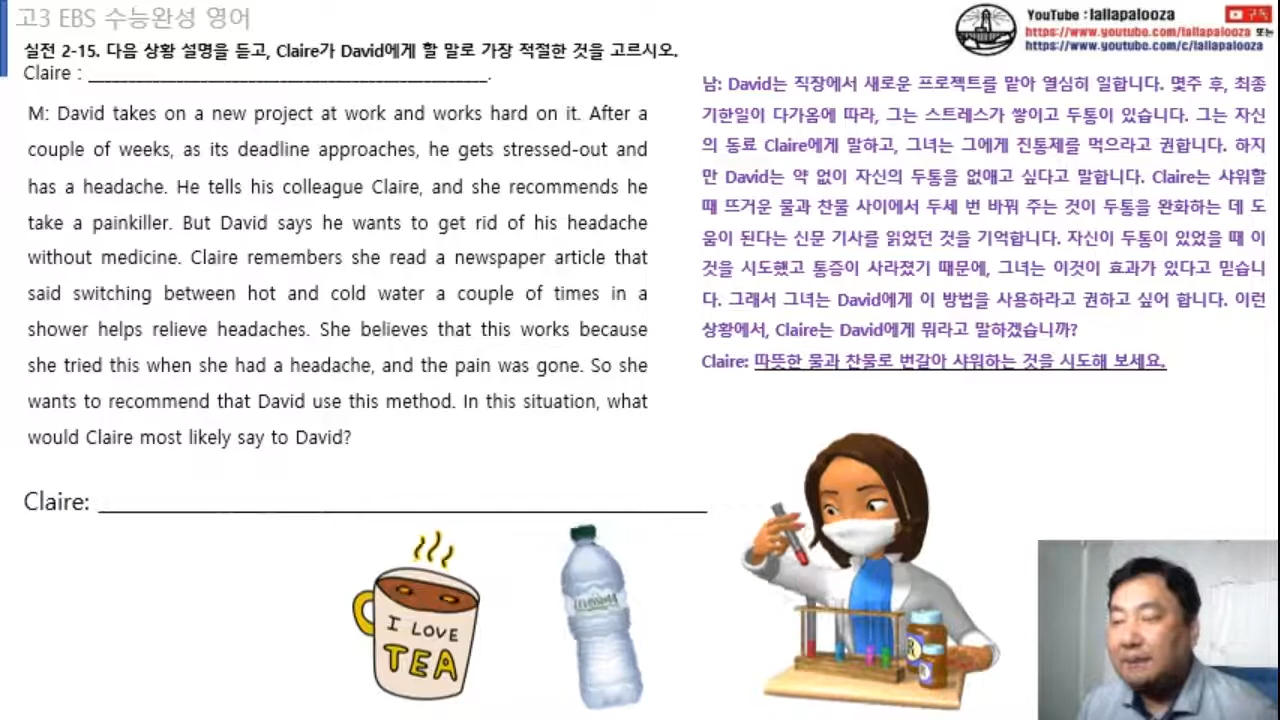 고3 EBS 수능완성 영어
YouTube : lallapalooza
구독
https://www.youtube.com/lallapalooza 또는
https://www.youtube.com/c/lallapalooza
실전 2-15. 다음 상황 설명을 듣고, Claire가 David에게 할 말로 가장 적절한 것을 고르시오.
Claire : ________________________________________.
M: David takes on a new project at work and works hard on it. After a
couple of weeks, as its deadline approaches, he gets stressed-out and
has a headache. He tells his colleague Claire, and she recommends he
take a painkiller. But David says he wants to get rid of his headache
without medicine. Claire remembers she read a newspaper article that
said switching between hot and cold water a couple of times in a
shower helps relieve headaches. She believes that this works because
she tried this when she had a headache, and the pain was gone. So she
wants to recommend that David use this method. In this situation, what
would Claire most likely say to David?
Claire: ________________________________________
남: David는 직장에서 새로운 프로젝트를 맡아 열심히 일합니다. 몇주 후, 최종
기한일이 다가옴에 따라, 그는 스트레스가 쌓이고 두통이 있습니다. 그는 자신
의 동료 Claire에게 말하고, 그녀는 그에게 진통제를 먹으라고 권합니다. 하지
만 David는 약 없이 자신의 두통을 없애고 싶다고 말합니다. Claire는 샤워할
때 뜨거운 물과 찬물 사이에서 두세 번 바꿔 주는 것이 두통을 완화하는 데 도
움이 된다는 신문 기사를 읽었던 것을 기억합니다. 자신이 두통이 있었을 때 이
것을 시도했고 통증이 사라졌기 때문에, 그녀는 이것이 효과가 있다고 믿습니
다. 그래서 그녀는 David에게 이 방법을 사용하라고 권하고 싶어 합니다. 이런
상황에서, Claire는 David에게 뭐라고 말하겠습니까?
Claire: 따뜻한 물과 찬물로 번갈아 샤워하는 것을 시도해 보세요.
I LOVE
TEA